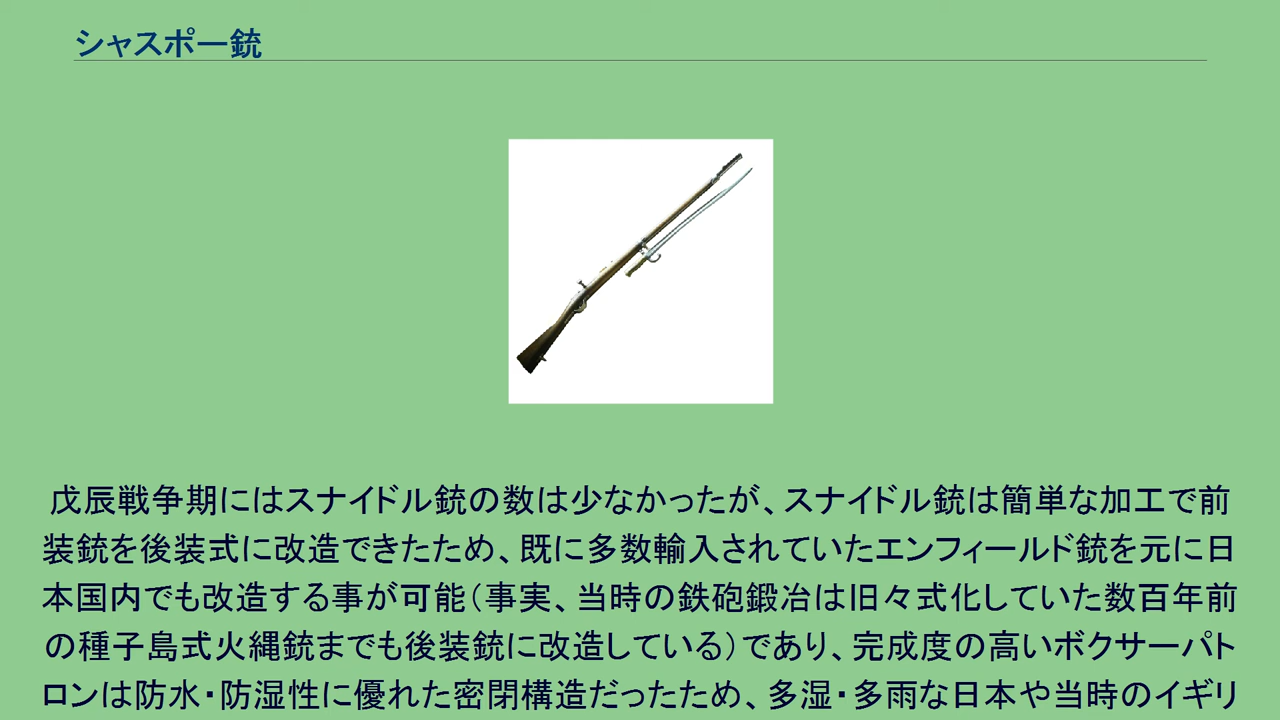 シャスポー銃
戊辰戦争期にはスナイドル銃の数は少なかったが、スナイドル銃は簡単な加工で前
装銃を後装式に改造できたため、既に多数輸入されていたエンフィールド銃を元に日
本国内でも改造する事が可能（事実、当時の鉄砲鍛冶は旧々式化していた数百年前
の種子島式火縄銃までも後装銃に改造している）であり、完成度の高いボクサーパト
ロンは防水・防湿性に優れた密閉構造だったため、多湿・多雨な日本や当時のイギリ